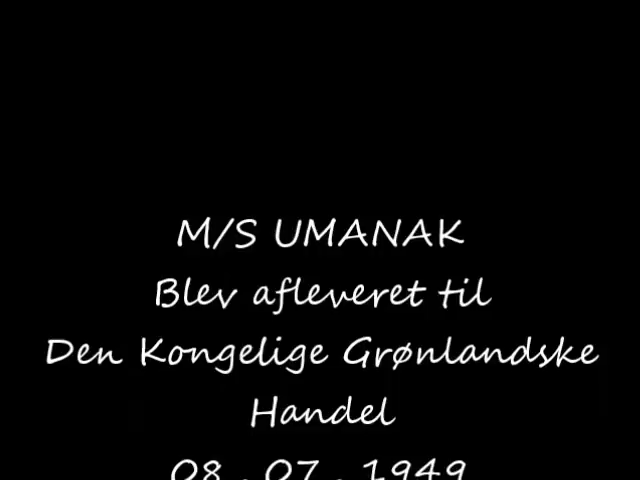 M/S UMANAK
Blev afleveret til
Den Kongelige Grønlandske
Handel
08 . 07 . 1949